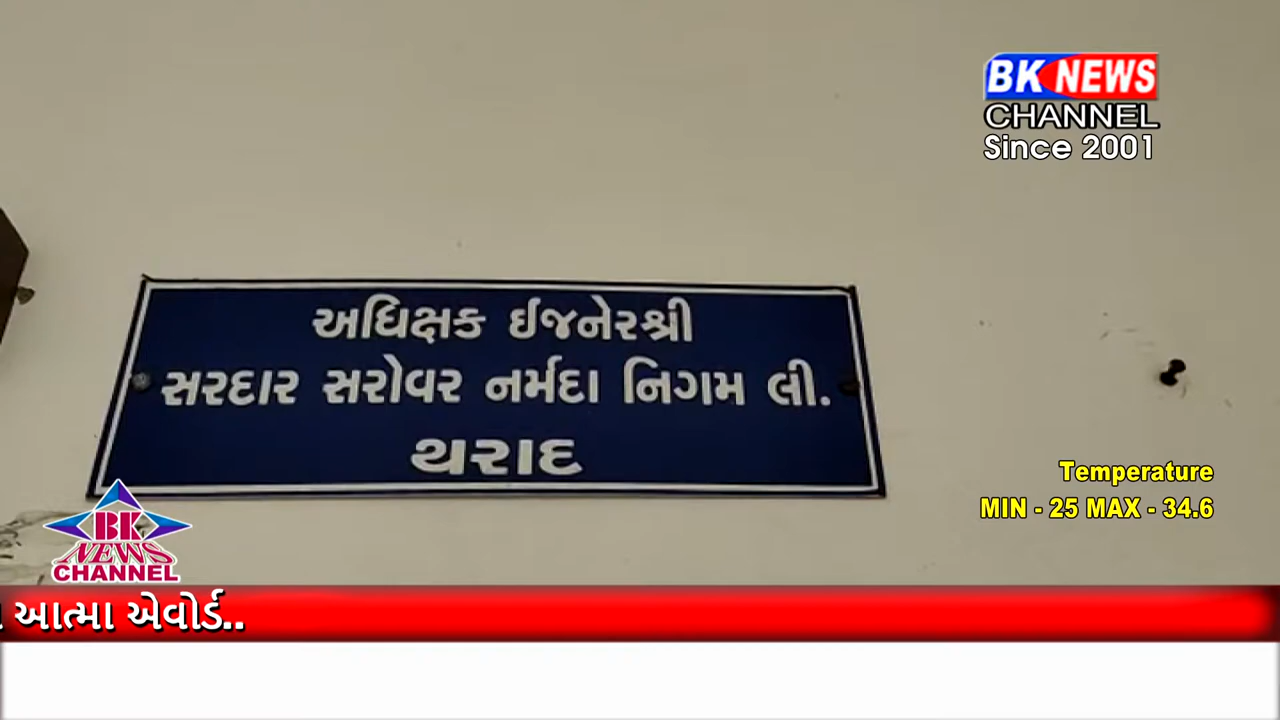 BK NEWS
CHANNEL
Since 2001
અધિક્ષક ઈજનેરશ્રી
સરદાર સરોવર નર્મદા નિગમ લી.
થરાદ
Temperature
MIN - 25 MAX - 34.6
BK
NEWS
CHANNEL
આત્મા એવોર્ડ..